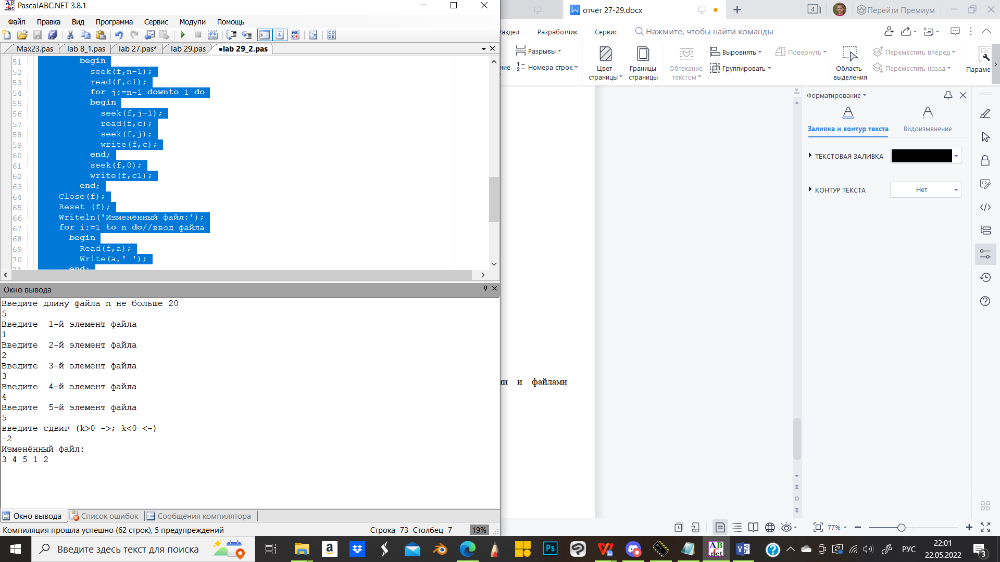 PascalABC.NET 3.8.1
Файл Правка Вид Программа Сервис Модули Помощь
Max23.pas lab 8_1.pas lab 27.pas* lab 29.pas •lab 29_2.pas
51 begin
52 seek(f,n-1);
53 read(f,c1);
54 for j:=n-1 downto 1 do
55 begin
56 seek(f,j-1);
57 read(f,c);
58 seek(f,j);
59 write(f,c);
60 end;
61 seek(f,0);
62 write(f,c1);
63 end;
64 Close(f);
65 Reset (f);
66 Writeln('Изменённый файл:');
67 for i:=1 to n do//ввод файла
68 begin
69 Read(f,a);
70 Write(a,' ');
71 end;
Окно вывода
Введите длину файла n не больше 20
5
Введите  1-й элемент файла
1
Введите  2-й элемент файла
2
Введите  3-й элемент файла
3
Введите  4-й элемент файла
4
Введите  5-й элемент файла
5
введите сдвиг (k>0 ->; k<0 <-)
-2
Изменённый файл:
3 4 5 1 2
Окно вывода Список ошибок Сообщения компилятора
Компиляция прошла успешно (62 строк), 5 предупреждений Строка 73 Столбец 7 19%
отчёт 27-29.docx 4 Перейти Премиум
Раздел Разработчик Сервис Нажмите, чтобы найти команды
Разрывы
Номера строк
Цвет страницы
Границы страницы
Обтекание текстом
Выровнять
Группировать
Повернуть
Область выделения
Переместить вперед
Переместить назад
Параме
ми и файлами
Форматирование
Заливка и контур текста Видоизменение
ТЕКСТОВАЯ ЗАЛИВКА
КОНТУР ТЕКСТА Нет
77%
Введите здесь текст для поиска
РУС
22:01
22.05.2022
3